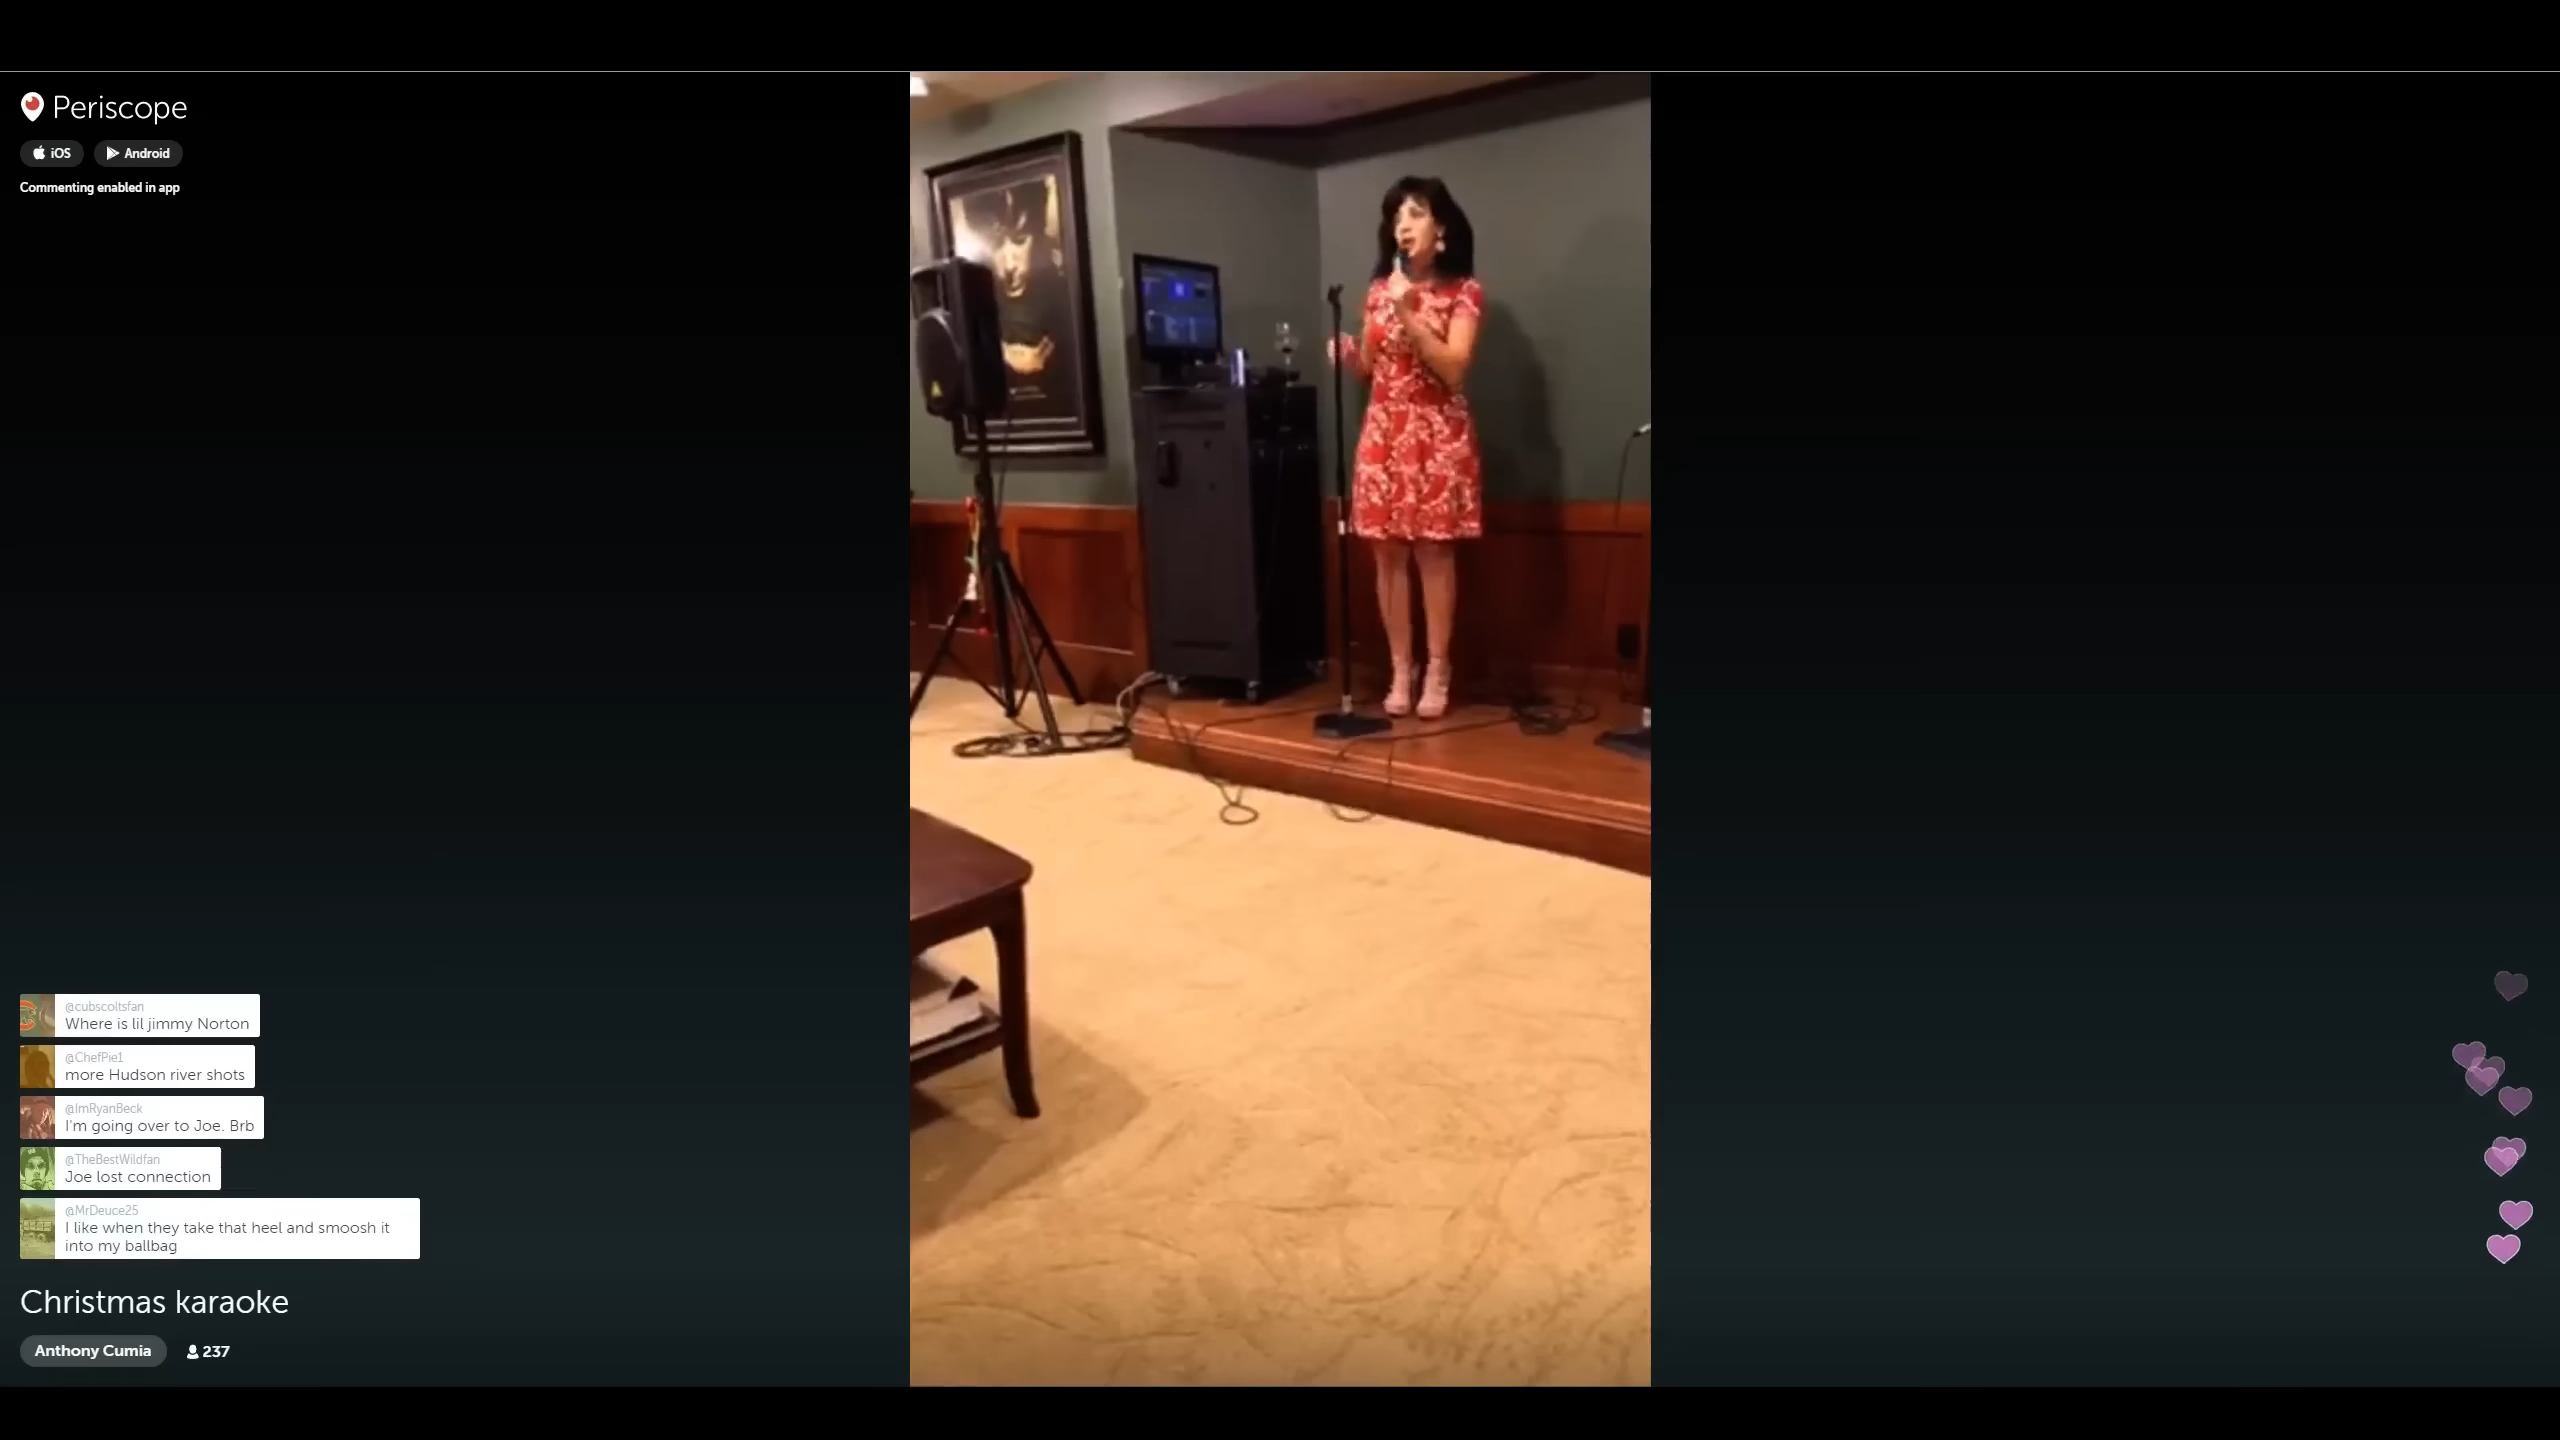 Periscope
iOS
Android
Commenting enabled in app
@cubscoltsfan
Where is lil jimmy Norton
@ChefPie1
more Hudson river shots
@ImRyanBeck
I'm going over to Joe. Brb
@TheBestWildfan
Joe lost connection
@MrDeuce25
I like when they take that heel and smoosh it
into my ballbag
Christmas karaoke
Anthony Cumia
237